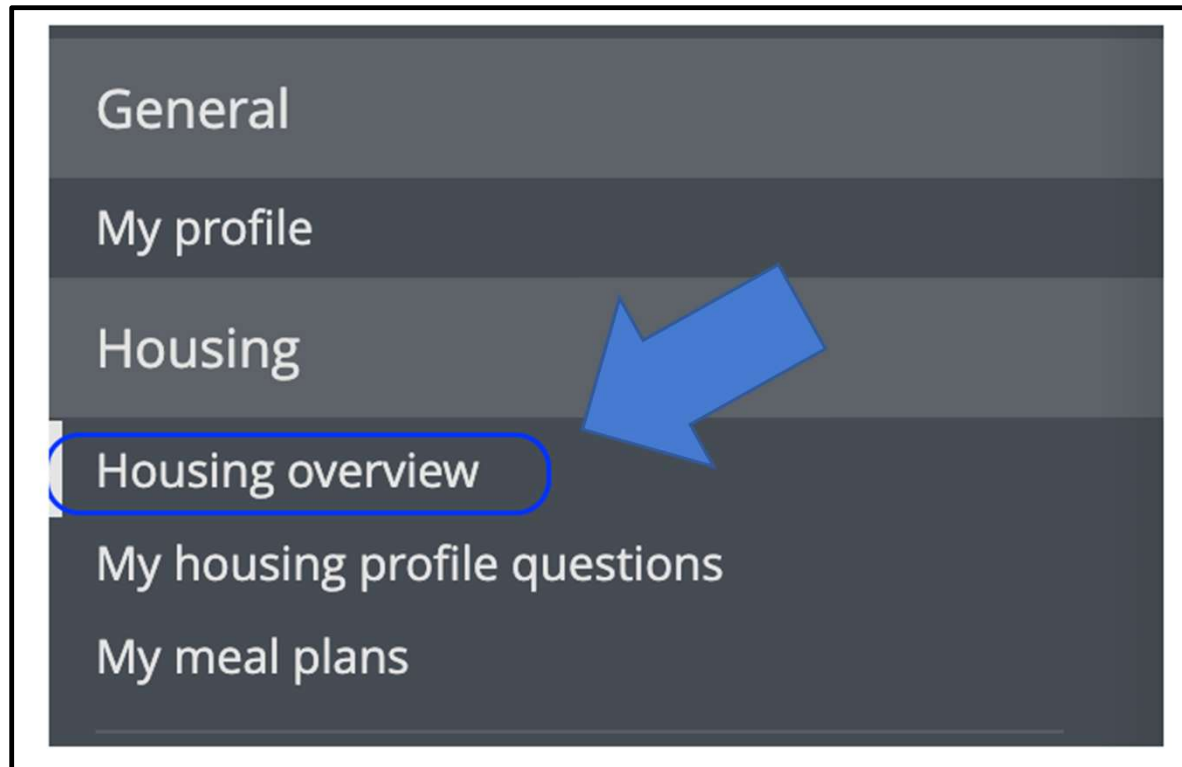 General
My profile
Housing
Housing overview
My housing profile questions
My meal plans